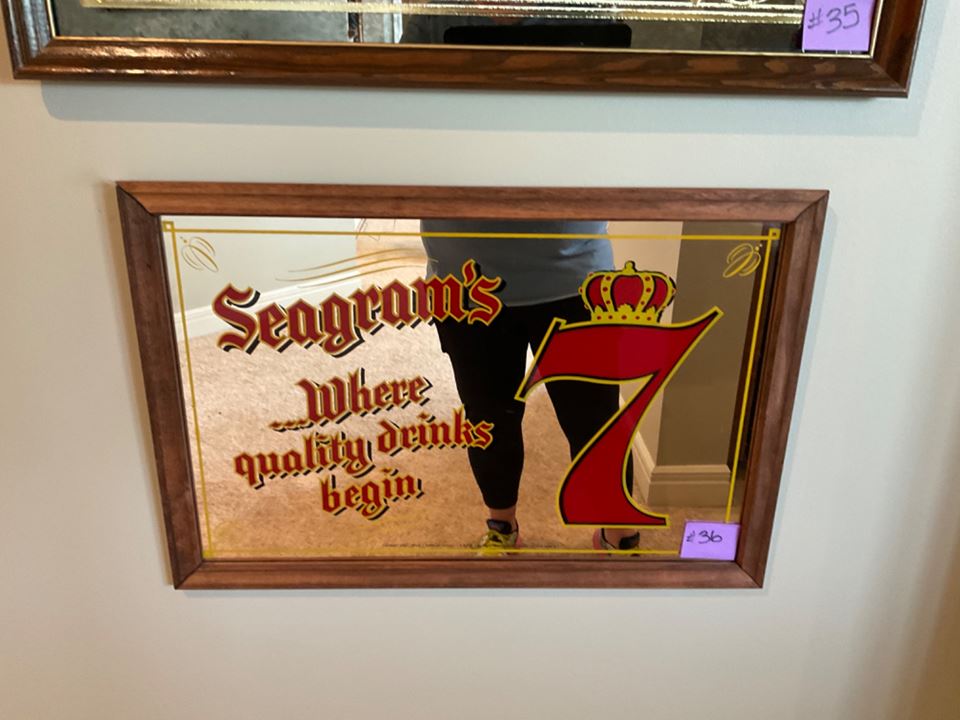 #35
Seagram's
7
...Where
quality drinks
begin.
#36